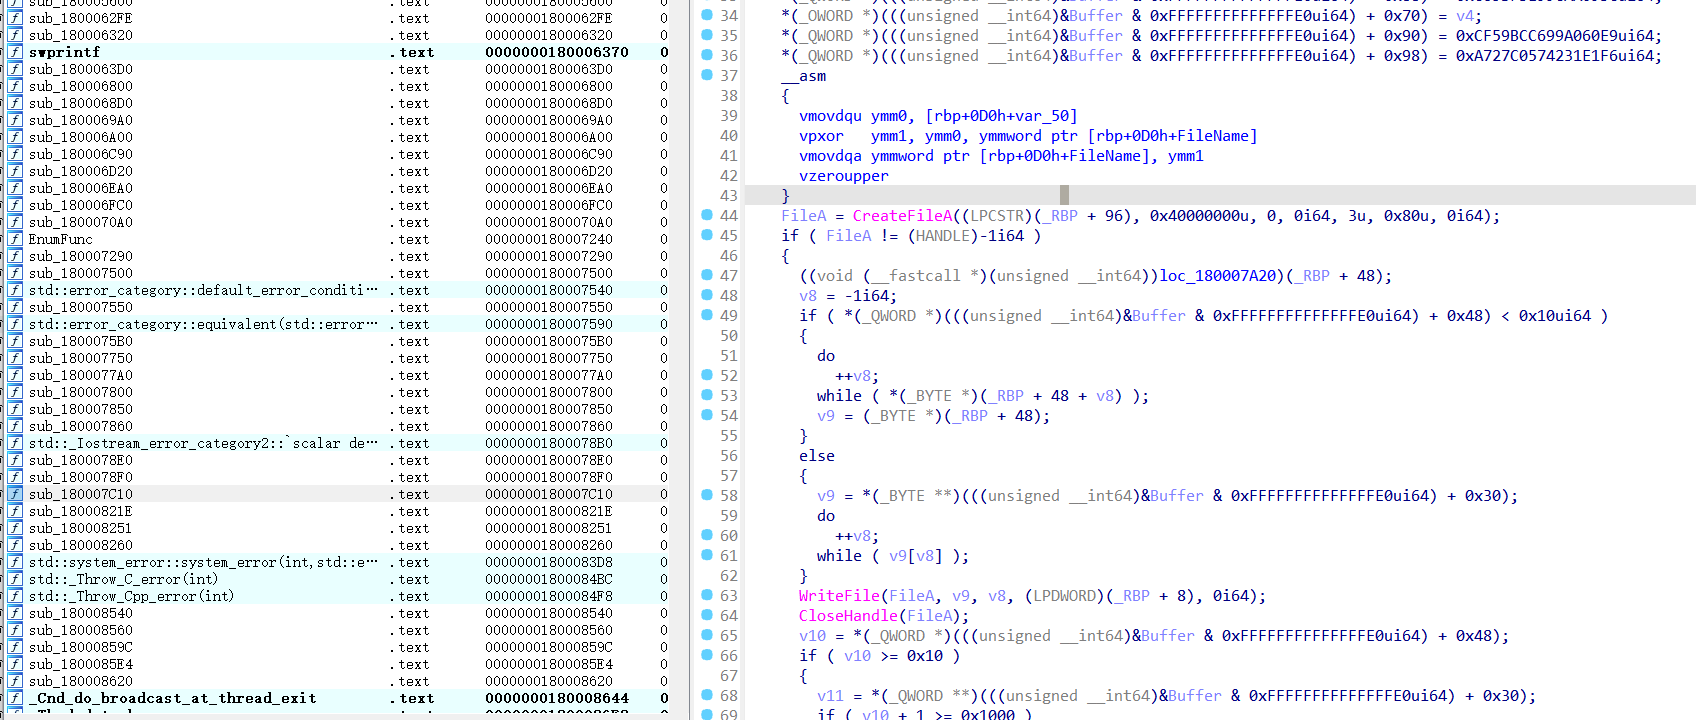 sub_180005600 .text 0000000180005600 0
sub_1800062FE .text 00000001800062FE 0
sub_180006320 .text 0000000180006320 0
swprintf .text 0000000180006370 0
sub_1800063D0 .text 00000001800063D0 0
sub_180006800 .text 0000000180006800 0
sub_1800068D0 .text 00000001800068D0 0
sub_1800069A0 .text 00000001800069A0 0
sub_180006A00 .text 0000000180006A00 0
sub_180006C90 .text 0000000180006C90 0
sub_180006D20 .text 0000000180006D20 0
sub_180006EA0 .text 0000000180006EA0 0
sub_180006FC0 .text 0000000180006FC0 0
sub_1800070A0 .text 00000001800070A0 0
EnumFunc .text 0000000180007240 0
sub_180007290 .text 0000000180007290 0
sub_180007500 .text 0000000180007500 0
std::error_category::default_error_conditi… .text 0000000180007540 0
sub_180007550 .text 0000000180007550 0
std::error_category::equivalent(std::error… .text 0000000180007590 0
sub_1800075B0 .text 00000001800075B0 0
sub_180007750 .text 0000000180007750 0
sub_1800077A0 .text 00000001800077A0 0
sub_180007800 .text 0000000180007800 0
sub_180007850 .text 0000000180007850 0
sub_180007860 .text 0000000180007860 0
std::_Iostream_error_category2::`scalar de… .text 00000001800078B0 0
sub_1800078E0 .text 00000001800078E0 0
sub_1800078F0 .text 00000001800078F0 0
sub_180007C10 .text 0000000180007C10 0
sub_18000821E .text 000000018000821E 0
sub_180008251 .text 0000000180008251 0
sub_180008260 .text 0000000180008260 0
std::system_error::system_error(int,std::e… .text 00000001800083D8 0
std::_Throw_C_error(int) .text 00000001800084BC 0
std::_Throw_Cpp_error(int) .text 00000001800084F8 0
sub_180008540 .text 0000000180008540 0
sub_180008560 .text 0000000180008560 0
sub_18000859C .text 000000018000859C 0
sub_1800085E4 .text 00000001800085E4 0
sub_180008620 .text 0000000180008620 0
_Cnd_do_broadcast_at_thread_exit .text 0000000180008644 0
34 *(_OWORD *)(((unsigned __int64)&Buffer & 0xFFFFFFFFFFFFFFE0ui64) + 0x70) = v4;
35 *(_QWORD *)(((unsigned __int64)&Buffer & 0xFFFFFFFFFFFFFFE0ui64) + 0x90) = 0xCF59BCC699A060E9ui64;
36 *(_QWORD *)(((unsigned __int64)&Buffer & 0xFFFFFFFFFFFFFFE0ui64) + 0x98) = 0xA727C0574231E1F6ui64;
37 __asm
38 {
39 vmovdqu ymm0, [rbp+0D0h+var_50]
40 vpxor ymm1, ymm0, ymmword ptr [rbp+0D0h+FileName]
41 vmovdqa ymmword ptr [rbp+0D0h+FileName], ymm1
42 vzeroupper
43 }
44 FileA = CreateFileA((LPCSTR)(_RBP + 96), 0x40000000u, 0, 0i64, 3u, 0x80u, 0i64);
45 if ( FileA != (HANDLE)-1i64 )
46 {
47 ((void (__fastcall *)(unsigned __int64))loc_180007A20)(_RBP + 48);
48 v8 = -1i64;
49 if ( *(_QWORD *)(((unsigned __int64)&Buffer & 0xFFFFFFFFFFFFFFE0ui64) + 0x48) < 0x10ui64 )
50 {
51 do
52 ++v8;
53 while ( *(_BYTE *)(_RBP + 48 + v8) );
54 v9 = (_BYTE *)(_RBP + 48);
55 }
56 else
57 {
58 v9 = *(_BYTE **)(((unsigned __int64)&Buffer & 0xFFFFFFFFFFFFFFE0ui64) + 0x30);
59 do
60 ++v8;
61 while ( v9[v8] );
62 }
63 WriteFile(FileA, v9, v8, (LPDWORD)(_RBP + 8), 0i64);
64 CloseHandle(FileA);
65 v10 = *(_QWORD *)(((unsigned __int64)&Buffer & 0xFFFFFFFFFFFFFFE0ui64) + 0x48);
66 if ( v10 >= 0x10 )
67 {
68 v11 = *(_QWORD **)(((unsigned __int64)&Buffer & 0xFFFFFFFFFFFFFFE0ui64) + 0x30);
69 if ( v10 + 1 >= 0x1000 )